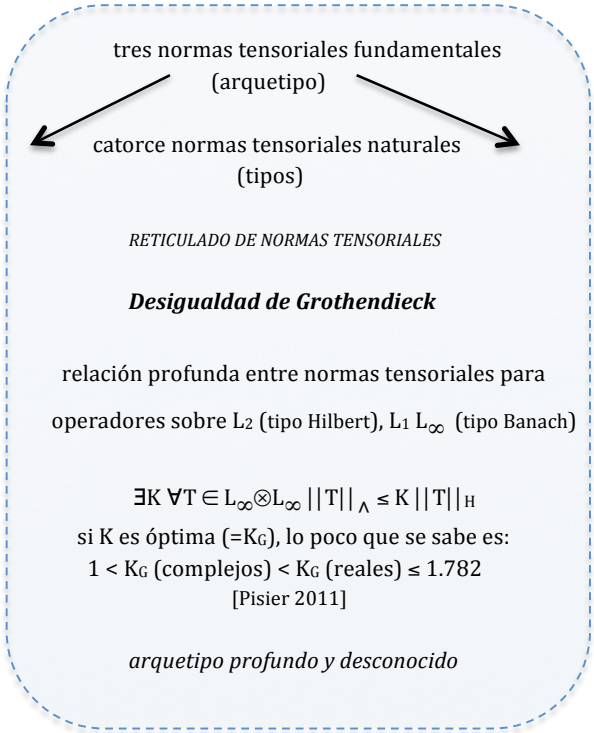 tres normas tensoriales fundamentales
(arquetipo)
catorce normas tensoriales naturales
(tipos)
RETICULADO DE NORMAS TENSORIALES
Desigualdad de Grothendieck
relación profunda entre normas tensoriales para
operadores sobre L₂ (tipo Hilbert), L₁ L∞ (tipo Banach)
∃K ∀T ∈ L∞⊗L∞ ||T||∧ ≤ K ||T||H
si K es óptima (=KG), lo poco que se sabe es:
1 < KG (complejos) < KG (reales) ≤ 1.782
[Pisier 2011]
arquetipo profundo y desconocido